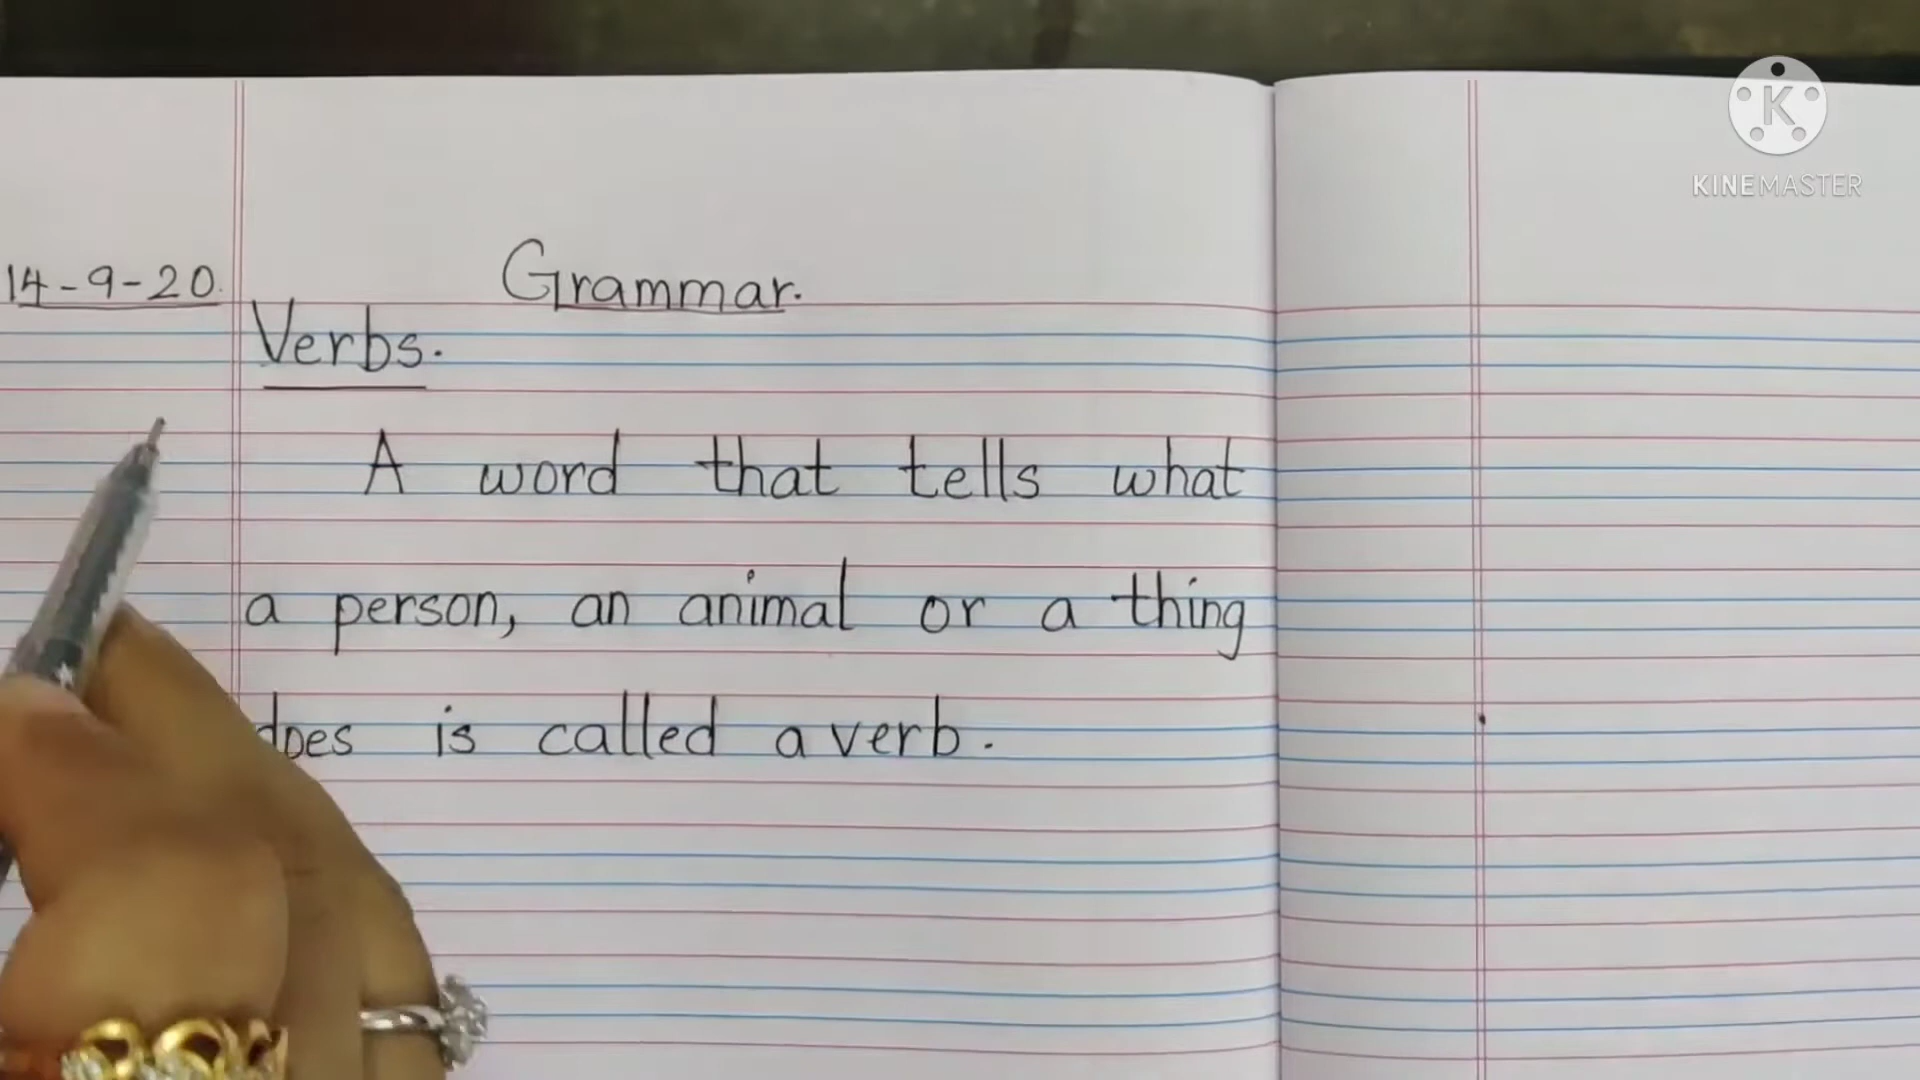 14-9-20.
Grammar.
Verbs.
A word that tells what
a person, an animal or a thing
does is called a verb.
K
KINEMASTER